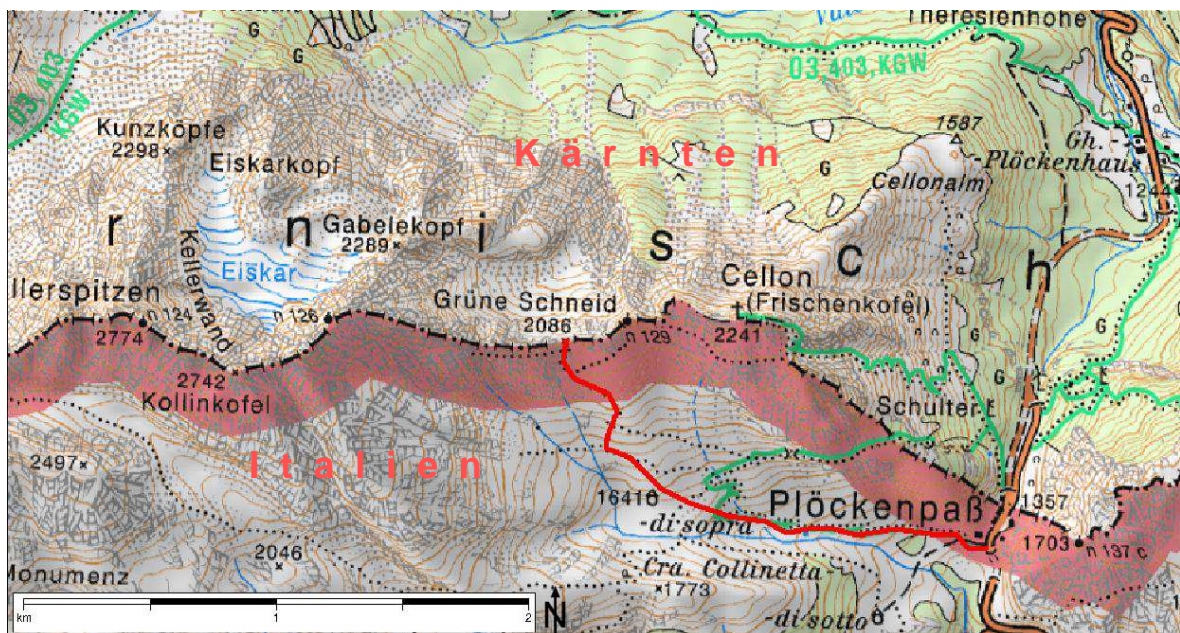 Theresienhöhe
G
G
03, 403, KGW
03, 403
KGW
Kunzköpfe
2298
Kärnten
1587
Gh.-
-Plöckenhaus
Eiskarkopf
G
G
Cellonalm
1244
Gabelekopf
2289
r n i s c h
Kellerwand
Eiskar
llerspitzen
n 124
n 126
Grüne Schneid
2086
Cellon
(Frischenkofel)
n 129
2241
2774
2742
Kollinkofel
G
G
Schulter
Italien
2497
1641
-di sopra
Plöckenpaß
1357
1703
n 137 c
2046
Monumenz
Cra. Collinetta
1773
-di sotto
km 1 2
N